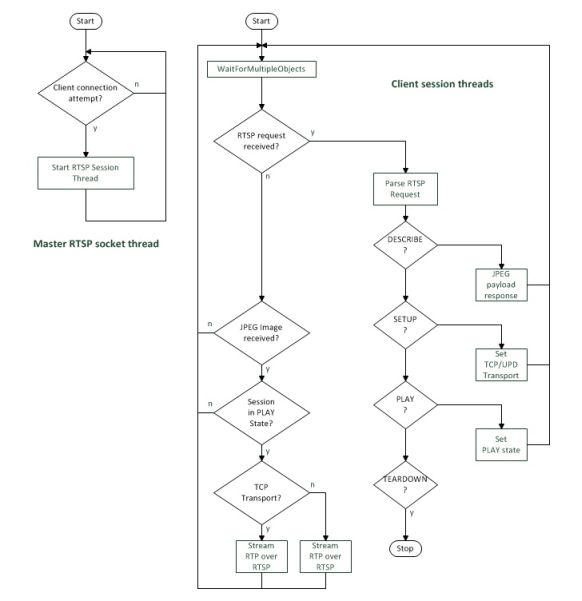 Start
Client connection
attempt?
n
y
Start RTSP Session
Thread
Master RTSP socket thread
Start
WaitForMultipleObjects
Client session threads
RTSP request
received?
y
n
Parse RTSP
Request
DESCRIBE
?
JPEG
payload
response
SETUP
?
Set
TCP/UPD
Transport
JPEG Image
received?
n
y
PLAY
?
Set
PLAY state
Session
in PLAY
State?
n
y
TCP
Transport?
n
y
TEARDOWN
?
y
Stop
Stream
RTP over
RTSP
Stream
RTP over
RTSP